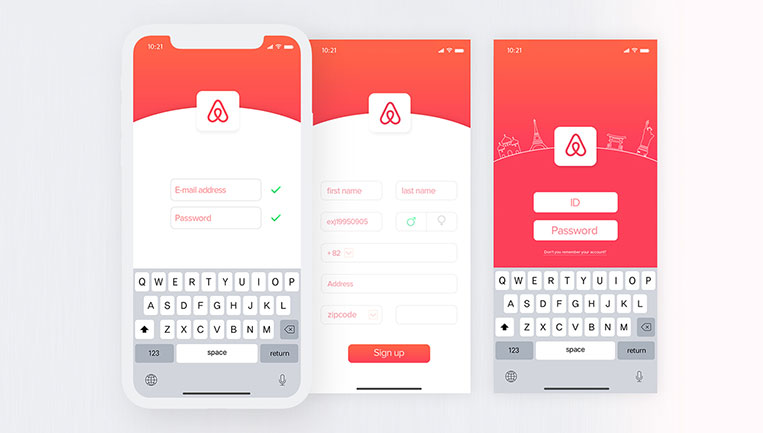 10:21
E-mail address
Password
Q W E R T Y U I O P
A S D F G H J K L
Z X C V B N M
123 space return
10:21
first name last name
ex)19950905
+82
Address
zipcode
Sign up
10:21
ID
Password
Don't you remember your account?
Q W E R T Y U I O P
A S D F G H J K L
Z X C V B N M
123 space return